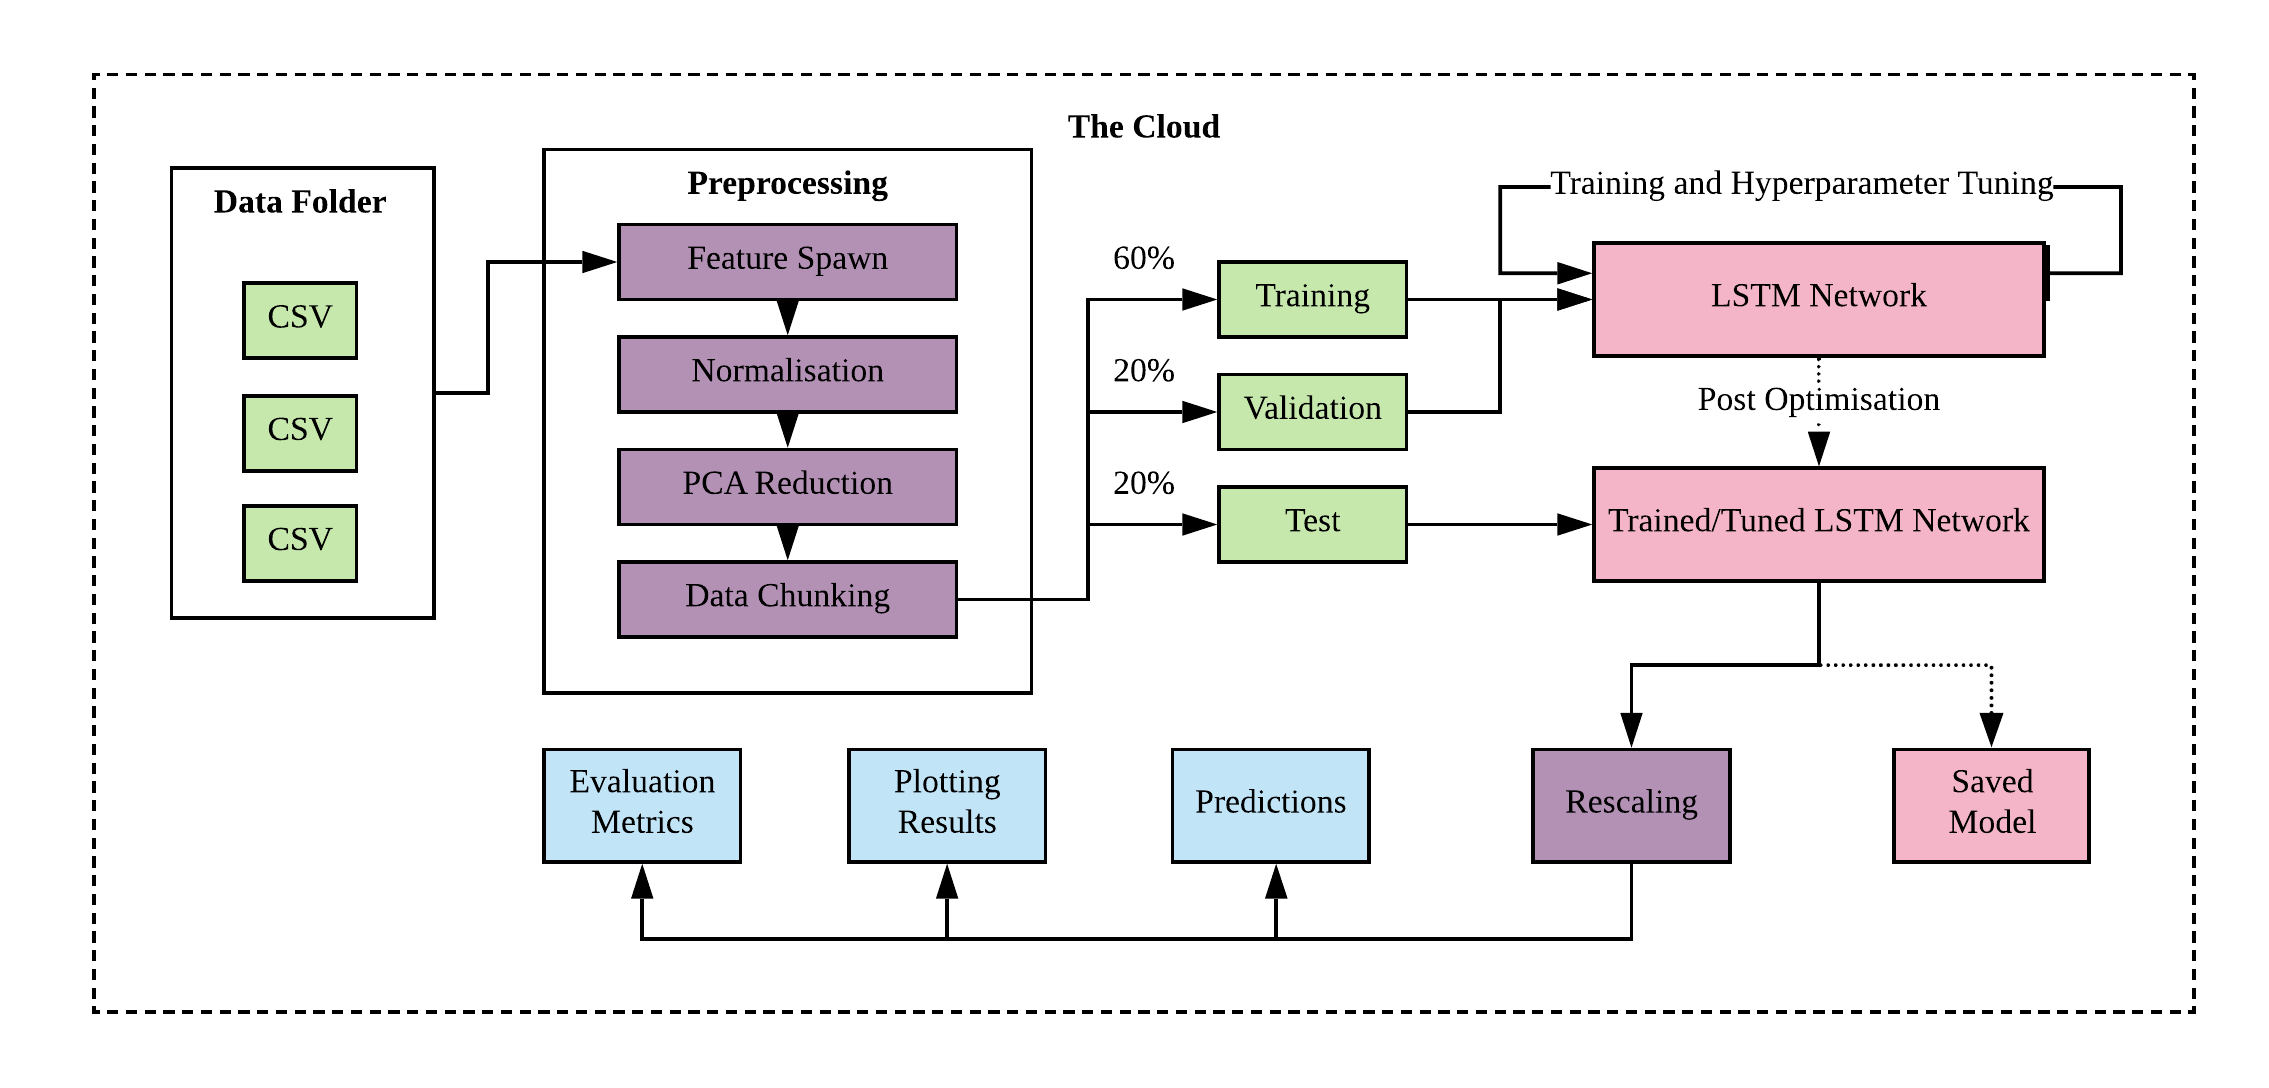 The Cloud
Data Folder
CSV
CSV
CSV
Preprocessing
Feature Spawn
Normalisation
PCA Reduction
Data Chunking
60%
Training
20%
Validation
20%
Test
Training and Hyperparameter Tuning
LSTM Network
Post Optimisation
Trained/Tuned LSTM Network
Evaluation
Metrics
Plotting
Results
Predictions
Rescaling
Saved
Model